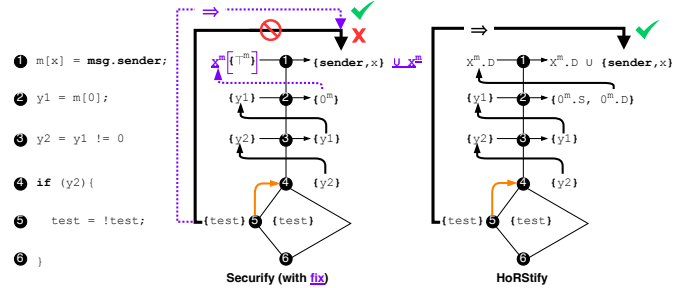 ⇒ ⇒
1 m[x] = msg.sender; x^m [⊤^m] 1 {sender,x} ∪ x^m x^m.D 1 x^m.D ∪ {sender,x}
2 y1 = m[0]; {y1} 2 {0^m} {y1} 2 {0^m.S, 0^m.D}
3 y2 = y1 != 0 {y2} 3 {y1} {y2} 3 {y1}
4 if (y2){ 4 {y2} 4 {y2}
5 test = !test; {test} 5 {test} {test} 5 {test}
6 } 6 6
Securify (with fix) HoRStify